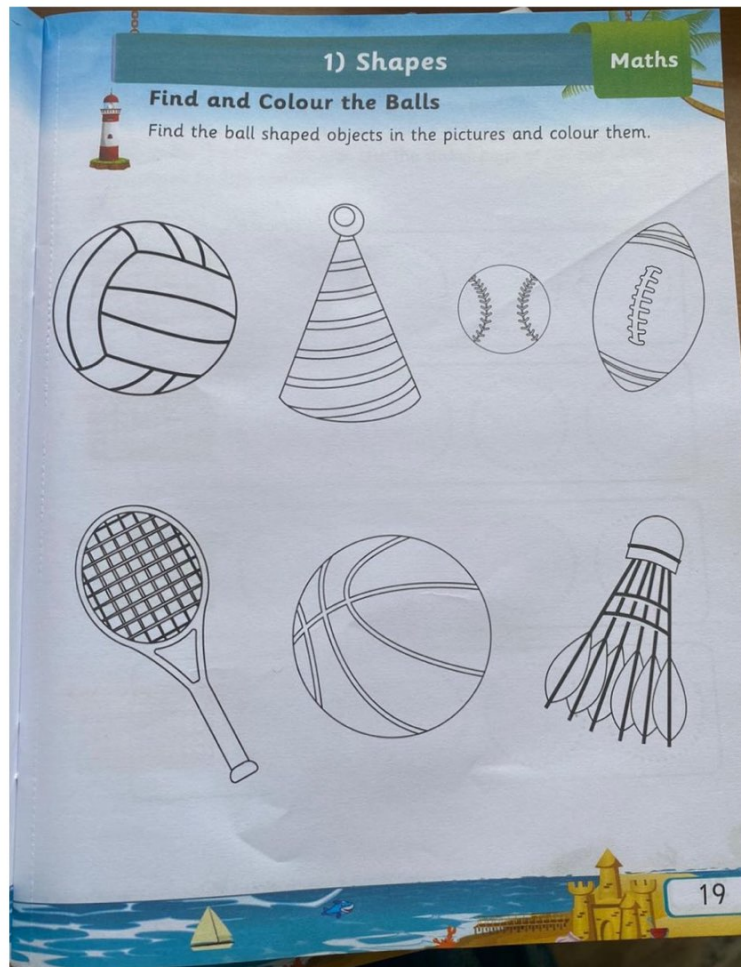 1) Shapes
Maths
Find and Colour the Balls
Find the ball shaped objects in the pictures and colour them.
19